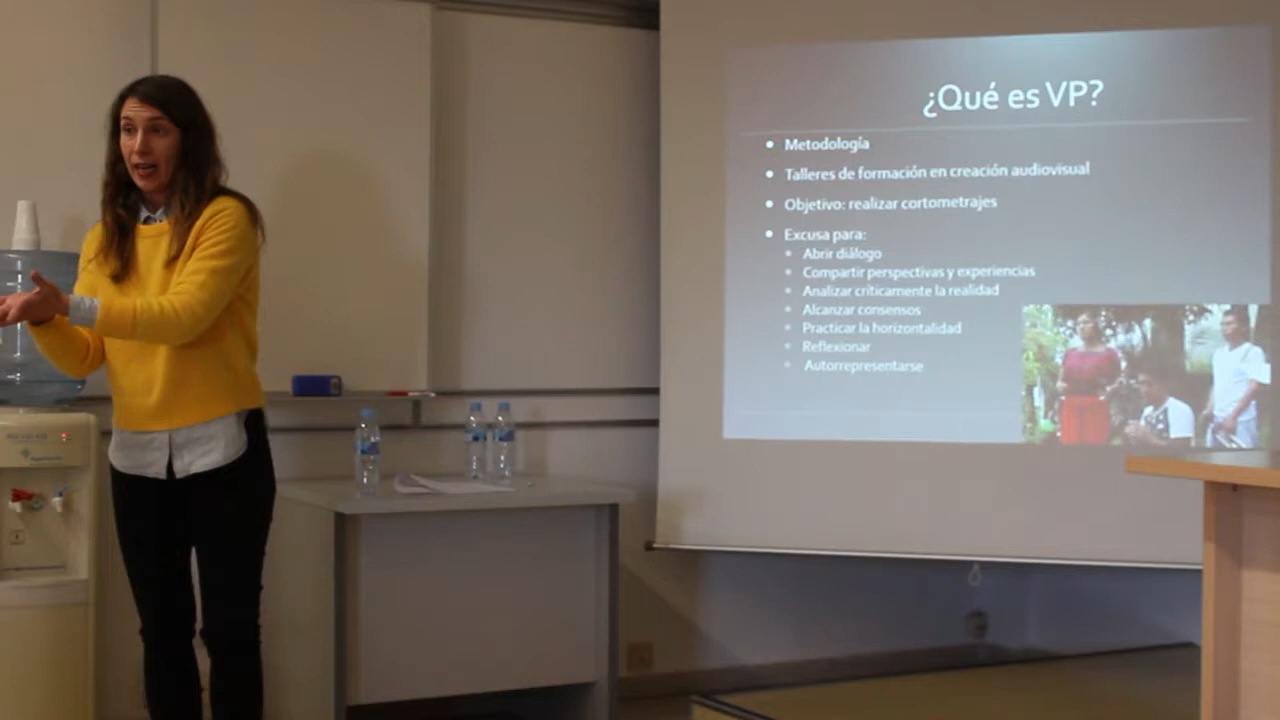 ¿Qué es VP?
Metodología
Talleres de formación en creación audiovisual
Objetivo: realizar cortometrajes
Excusa para:
Abrir diálogo
Compartir perspectivas y experiencias
Analizar críticamente la realidad
Alcanzar consensos
Practicar la horizontalidad
Reflexionar
Autorrepresentarse